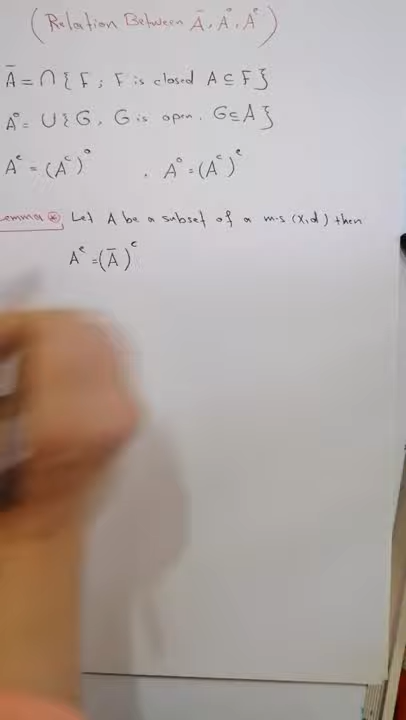 (Relation Between Ā, A°, Aᵉ)
Ā = ∩ { F ; F is closed A ⊆ F }
A° = ∪ { G, G is open, G ⊆ A }
Aᵉ = (Aᶜ)° , A° = (Aᶜ)ᵉ
Lemma ⊛ Let A be a subset of a m.s (X,d) then
Aᵉ = (Ā)ᶜ